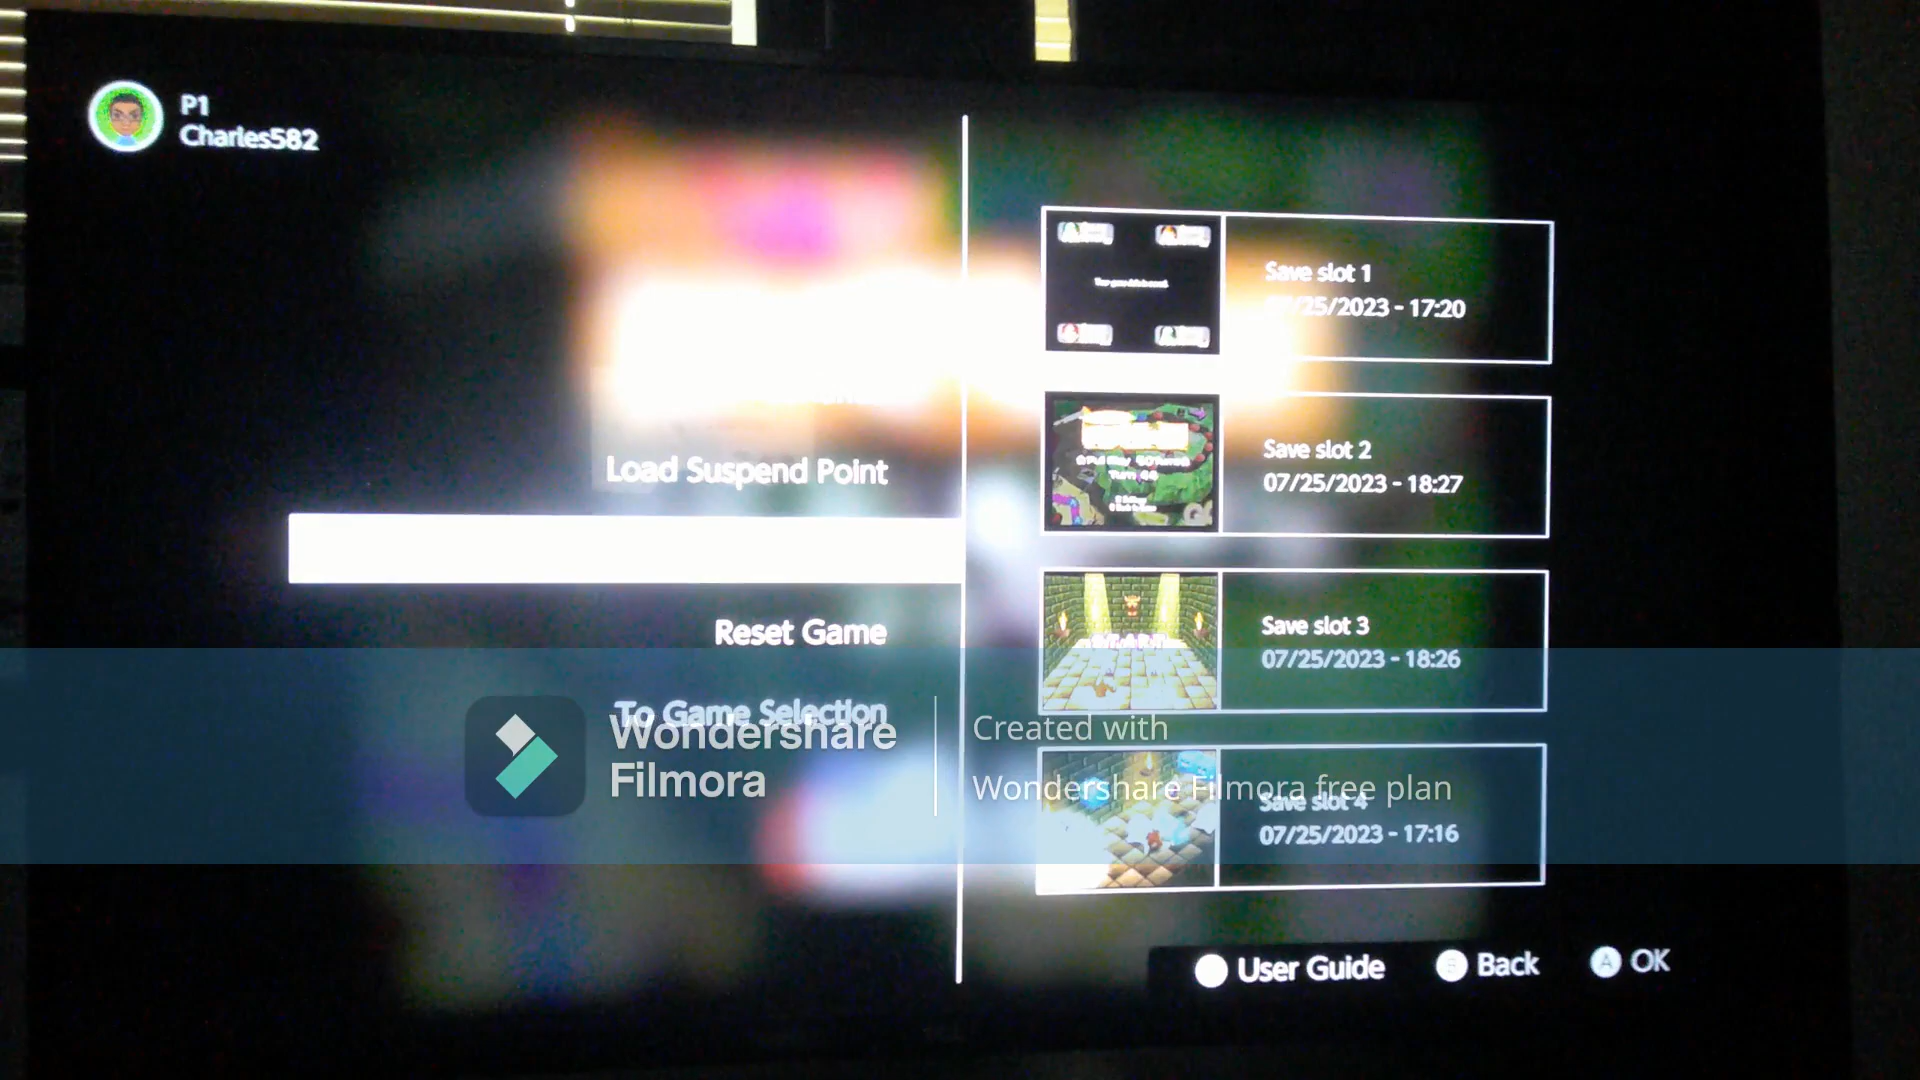 P1
Charles582
Load Suspend Point
Reset Game
To Game Selection
Save slot 1
/25/2023 - 17:20
Save slot 2
07/25/2023 - 18:27
Save slot 3
07/25/2023 - 18:26
Save slot 4
07/25/2023 - 17:16
Wondershare
Filmora
Created with
Wondershare Filmora free plan
User Guide
B Back
A OK